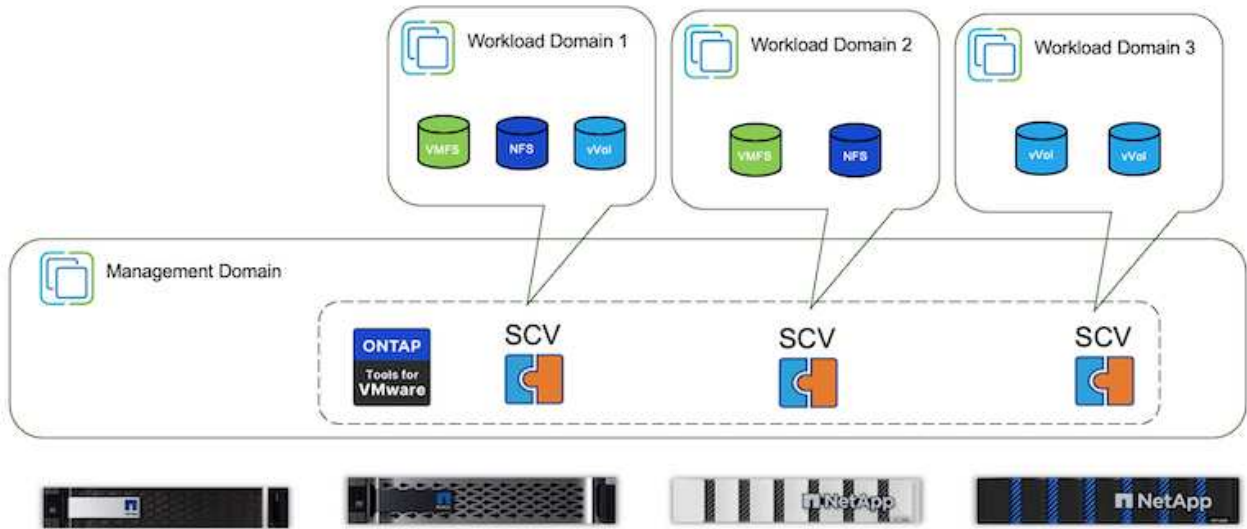 Workload Domain 1
Workload Domain 2
Workload Domain 3
VMFS
NFS
vVol
VMFS
NFS
vVol
vVol
Management Domain
ONTAP
Tools for
VMware
SCV
SCV
SCV
NetApp
NetApp